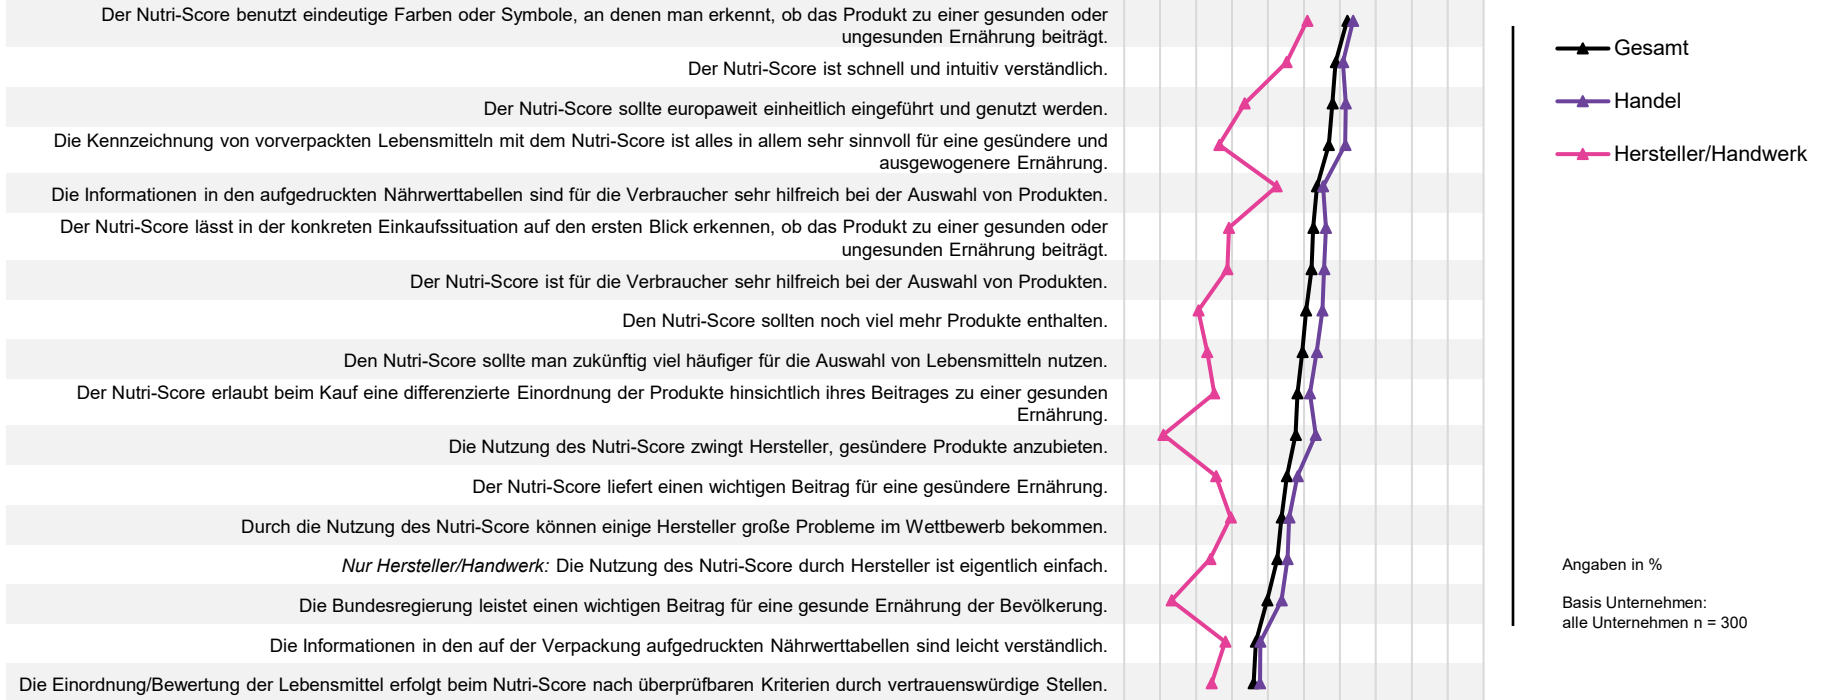 Der Nutri-Score benutzt eindeutige Farben oder Symbole, an denen man erkennt, ob das Produkt zu einer gesunden oder
ungesunden Ernährung beiträgt.
Der Nutri-Score ist schnell und intuitiv verständlich.
Der Nutri-Score sollte europaweit einheitlich eingeführt und genutzt werden.
Die Kennzeichnung von vorverpackten Lebensmitteln mit dem Nutri-Score ist alles in allem sehr sinnvoll für eine gesündere und
ausgewogenere Ernährung.
Die Informationen in den aufgedruckten Nährwerttabellen sind für die Verbraucher sehr hilfreich bei der Auswahl von Produkten.
Der Nutri-Score lässt in der konkreten Einkaufssituation auf den ersten Blick erkennen, ob das Produkt zu einer gesunden oder
ungesunden Ernährung beiträgt.
Der Nutri-Score ist für die Verbraucher sehr hilfreich bei der Auswahl von Produkten.
Den Nutri-Score sollten noch viel mehr Produkte enthalten.
Den Nutri-Score sollte man zukünftig viel häufiger für die Auswahl von Lebensmitteln nutzen.
Der Nutri-Score erlaubt beim Kauf eine differenzierte Einordnung der Produkte hinsichtlich ihres Beitrages zu einer gesunden
Ernährung.
Die Nutzung des Nutri-Score zwingt Hersteller, gesündere Produkte anzubieten.
Der Nutri-Score liefert einen wichtigen Beitrag für eine gesündere Ernährung.
Durch die Nutzung des Nutri-Score können einige Hersteller große Probleme im Wettbewerb bekommen.
Nur Hersteller/Handwerk: Die Nutzung des Nutri-Score durch Hersteller ist eigentlich einfach.
Die Bundesregierung leistet einen wichtigen Beitrag für eine gesunde Ernährung der Bevölkerung.
Die Informationen in den auf der Verpackung aufgedruckten Nährwerttabellen sind leicht verständlich.
Die Einordnung/Bewertung der Lebensmittel erfolgt beim Nutri-Score nach überprüfbaren Kriterien durch vertrauenswürdige Stellen.
Gesamt
Handel
Hersteller/Handwerk
Angaben in %
Basis Unternehmen:
alle Unternehmen n = 300